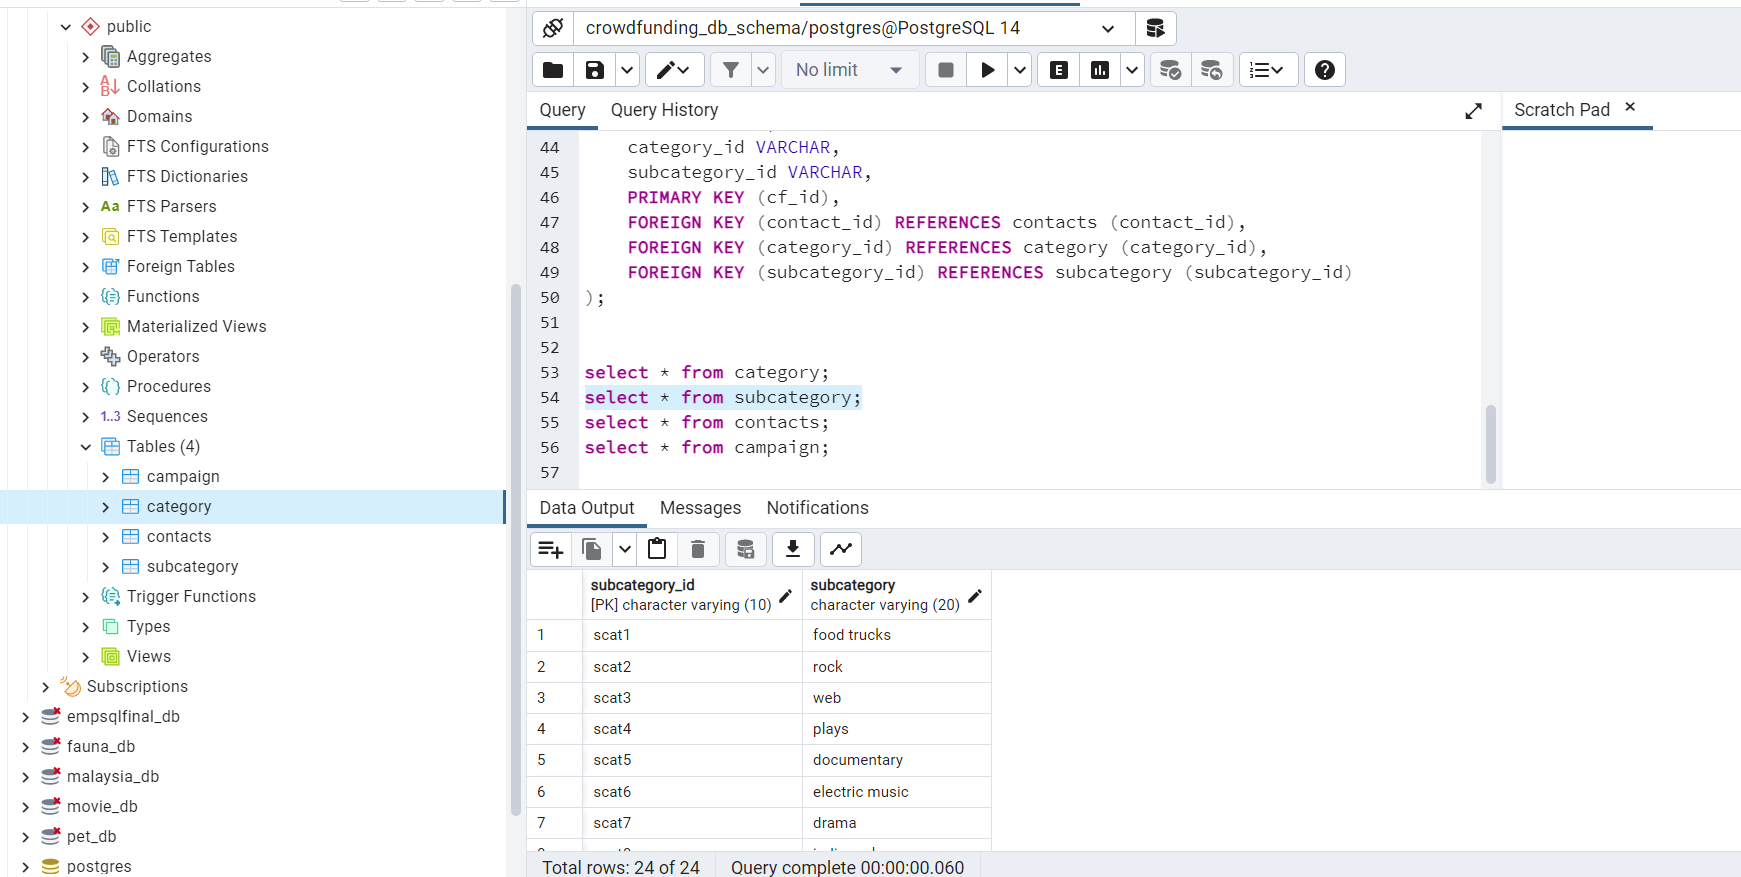 public
Aggregates
Collations
Domains
FTS Configurations
FTS Dictionaries
Aa FTS Parsers
FTS Templates
Foreign Tables
Functions
Materialized Views
Operators
Procedures
1..3 Sequences
Tables (4)
campaign
category
contacts
subcategory
Trigger Functions
Types
Views
Subscriptions
empsqlfinal_db
fauna_db
malaysia_db
movie_db
pet_db
postgres
crowdfunding_db_schema/postgres@PostgreSQL 14
No limit
E
Query Query History
Scratch Pad
44 category_id VARCHAR,
45 subcategory_id VARCHAR,
46 PRIMARY KEY (cf_id),
47 FOREIGN KEY (contact_id) REFERENCES contacts (contact_id),
48 FOREIGN KEY (category_id) REFERENCES category (category_id),
49 FOREIGN KEY (subcategory_id) REFERENCES subcategory (subcategory_id)
50 );
51
52
53 select * from category;
54 select * from subcategory;
55 select * from contacts;
56 select * from campaign;
57
Data Output Messages Notifications
subcategory_id subcategory
[PK] character varying (10) character varying (20)
1 scat1 food trucks
2 scat2 rock
3 scat3 web
4 scat4 plays
5 scat5 documentary
6 scat6 electric music
7 scat7 drama
Total rows: 24 of 24 Query complete 00:00:00.060